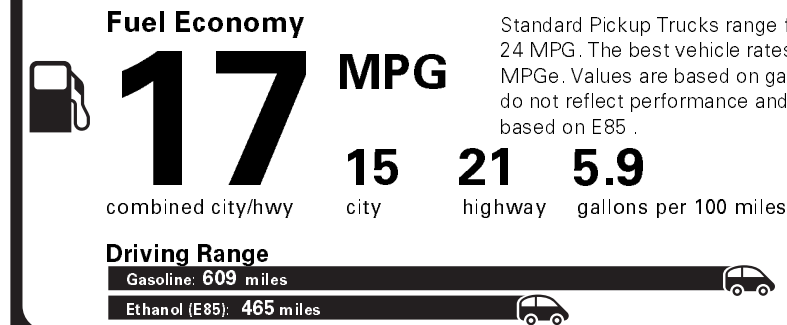 Fuel Economy
17 MPG
Standard Pickup Trucks range
24 MPG. The best vehicle rates
MPGe. Values are based on
do not reflect performance and
based on E85 .
15 21 5.9
combined city/hwy city highway gallons per 100 miles
Driving Range
Gasoline: 609 miles
Ethanol (E85): 465 miles